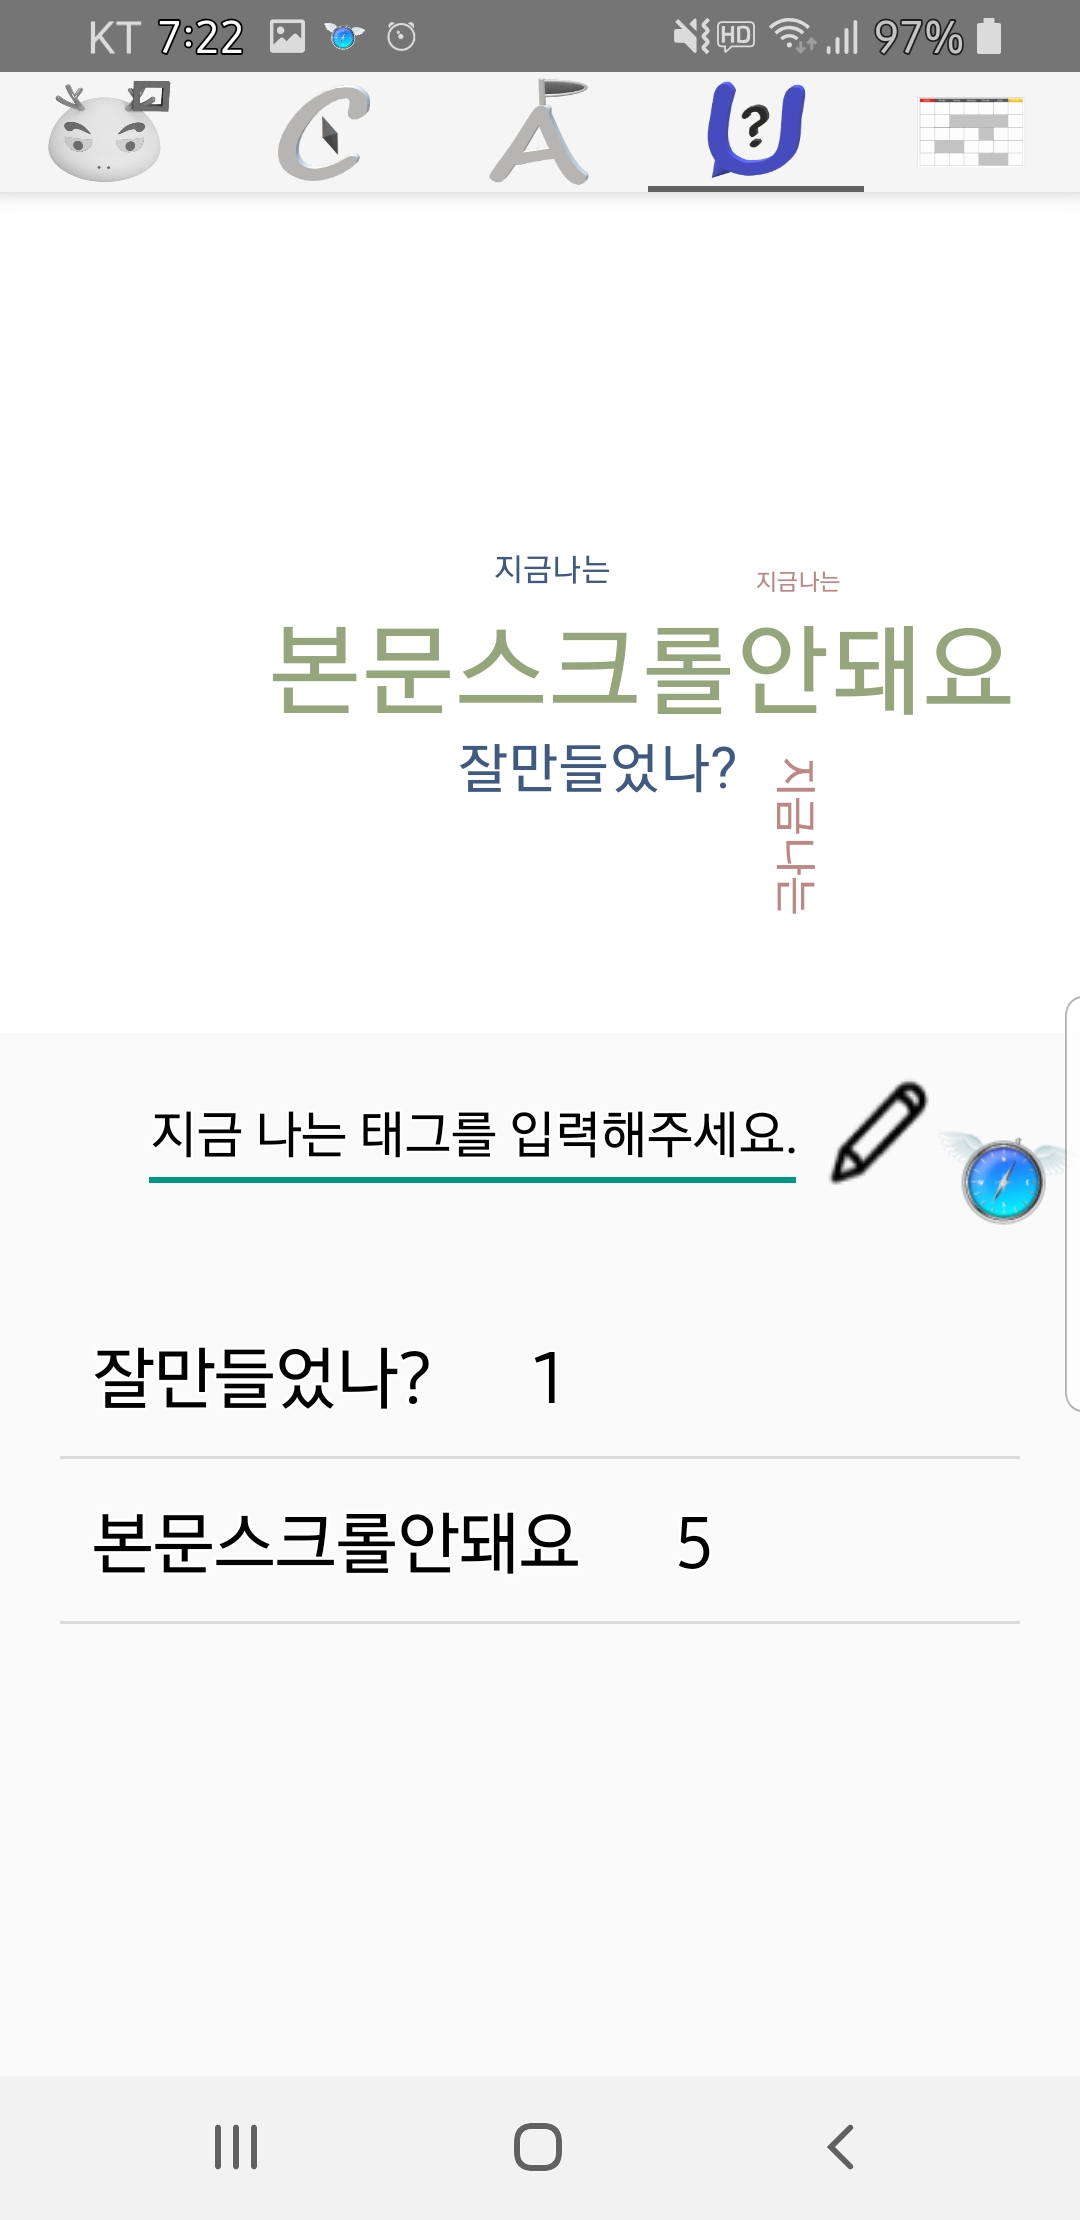 KT 7:22 HD 97%
C A U ?
지금나는
지금나는
본문스크롤안돼요
잘만들었나?
지금나는
지금 나는 태그를 입력해주세요.
잘만들었나? 1
본문스크롤안돼요 5